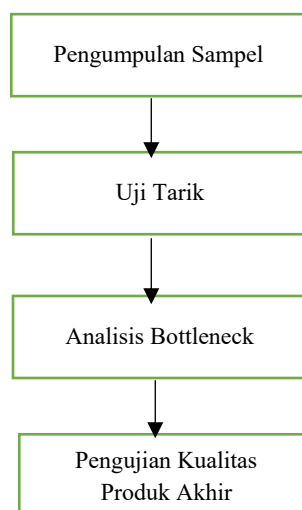 Pengumpulan Sampel
Uji Tarik
Analisis Bottleneck
Pengujian Kualitas
Produk Akhir